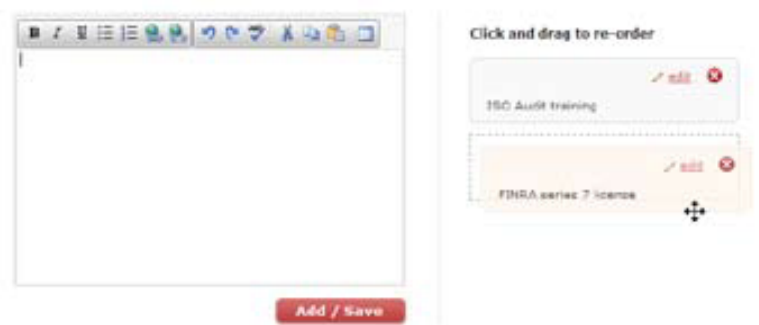 B I U
Click and drag to re-order
edit
ISO Audit training
edit
FINRA series 7 license
Add / Save